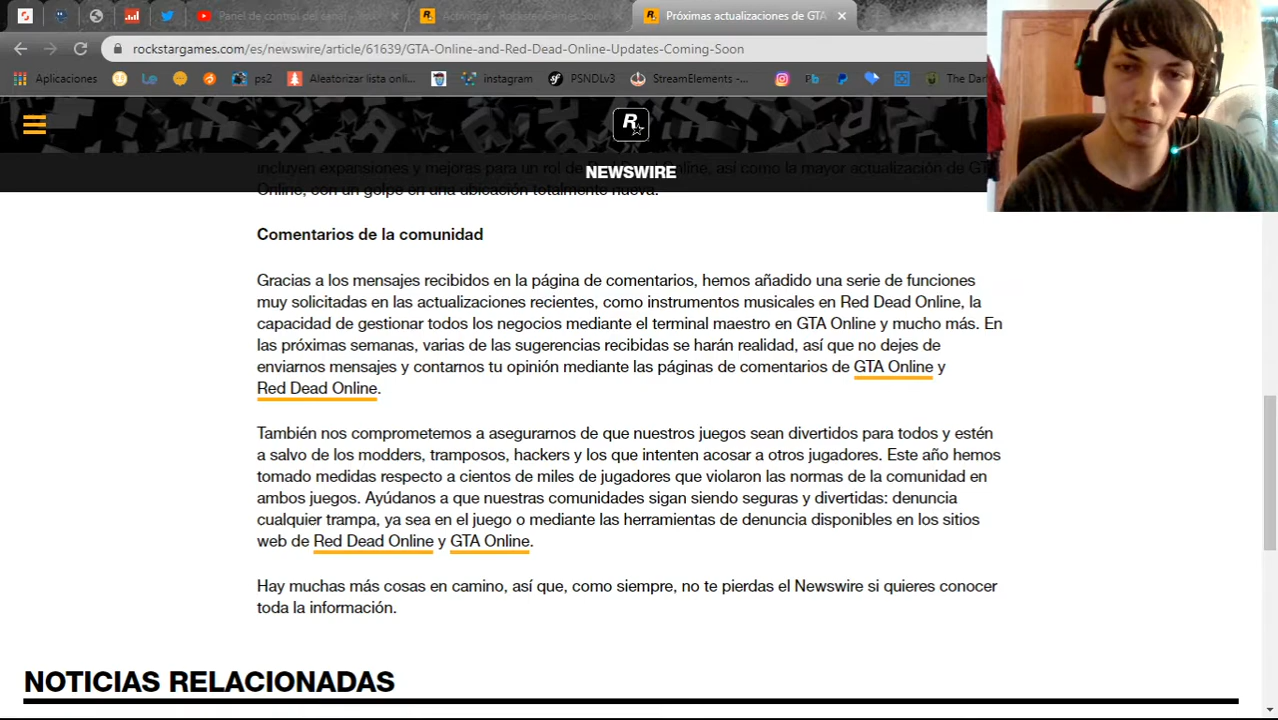 Panel de control del canal - You
Actividad - Rockstar Games Soci
Próximas actualizaciones de GTA
rockstargames.com/es/newswire/article/61639/GTA-Online-and-Red-Dead-Online-Updates-Coming-Soon
Aplicaciones
ps2
Aleatorizar lista onlin...
instagram
PSNDLv3
StreamElements -...
The Dark
R
NEWSWIRE
incluyen expansiones y mejoras para un rol de Red Dead Online, así como la mayor actualización de GTA
Online, con un golpe en una ubicación totalmente nueva.
Comentarios de la comunidad
Gracias a los mensajes recibidos en la página de comentarios, hemos añadido una serie de funciones
muy solicitadas en las actualizaciones recientes, como instrumentos musicales en Red Dead Online, la
capacidad de gestionar todos los negocios mediante el terminal maestro en GTA Online y mucho más. En
las próximas semanas, varias de las sugerencias recibidas se harán realidad, así que no dejes de
enviarnos mensajes y contarnos tu opinión mediante las páginas de comentarios de GTA Online y
Red Dead Online.
También nos comprometemos a asegurarnos de que nuestros juegos sean divertidos para todos y estén
a salvo de los modders, tramposos, hackers y los que intenten acosar a otros jugadores. Este año hemos
tomado medidas respecto a cientos de miles de jugadores que violaron las normas de la comunidad en
ambos juegos. Ayúdanos a que nuestras comunidades sigan siendo seguras y divertidas: denuncia
cualquier trampa, ya sea en el juego o mediante las herramientas de denuncia disponibles en los sitios
web de Red Dead Online y GTA Online.
Hay muchas más cosas en camino, así que, como siempre, no te pierdas el Newswire si quieres conocer
toda la información.
NOTICIAS RELACIONADAS